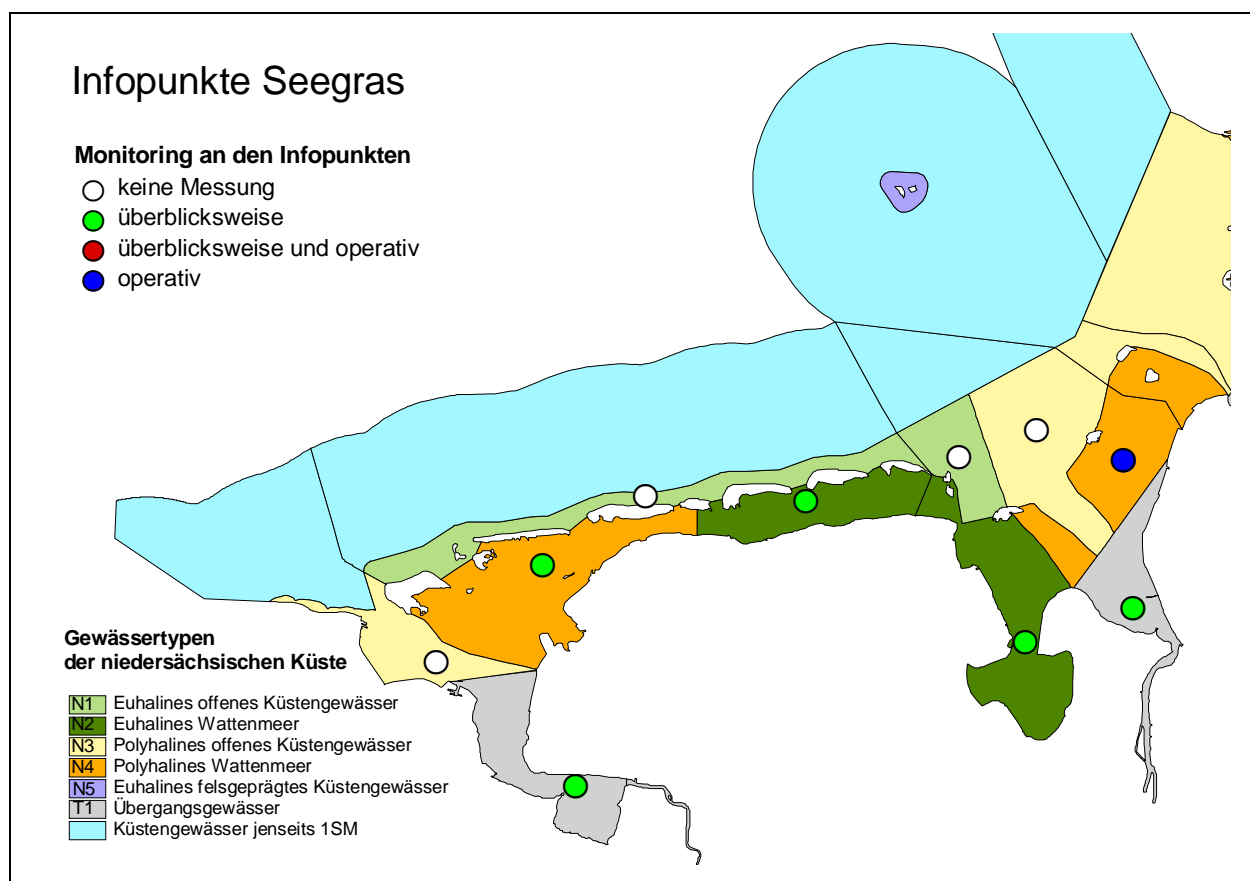 Infopunkte Seegras
Monitoring an den Infopunkten
keine Messung
überblicksweise
überblicksweise und operativ
operativ
Gewässertypen
der niedersächsischen Küste
N1 Euhalines offenes Küstengewässer
N2 Euhalines Wattenmeer
N3 Polyhalines offenes Küstengewässer
N4 Polyhalines Wattenmeer
N5 Euhalines felsgeprägtes Küstengewässer
T1 Übergangsgewässer
Küstengewässer jenseits 1SM